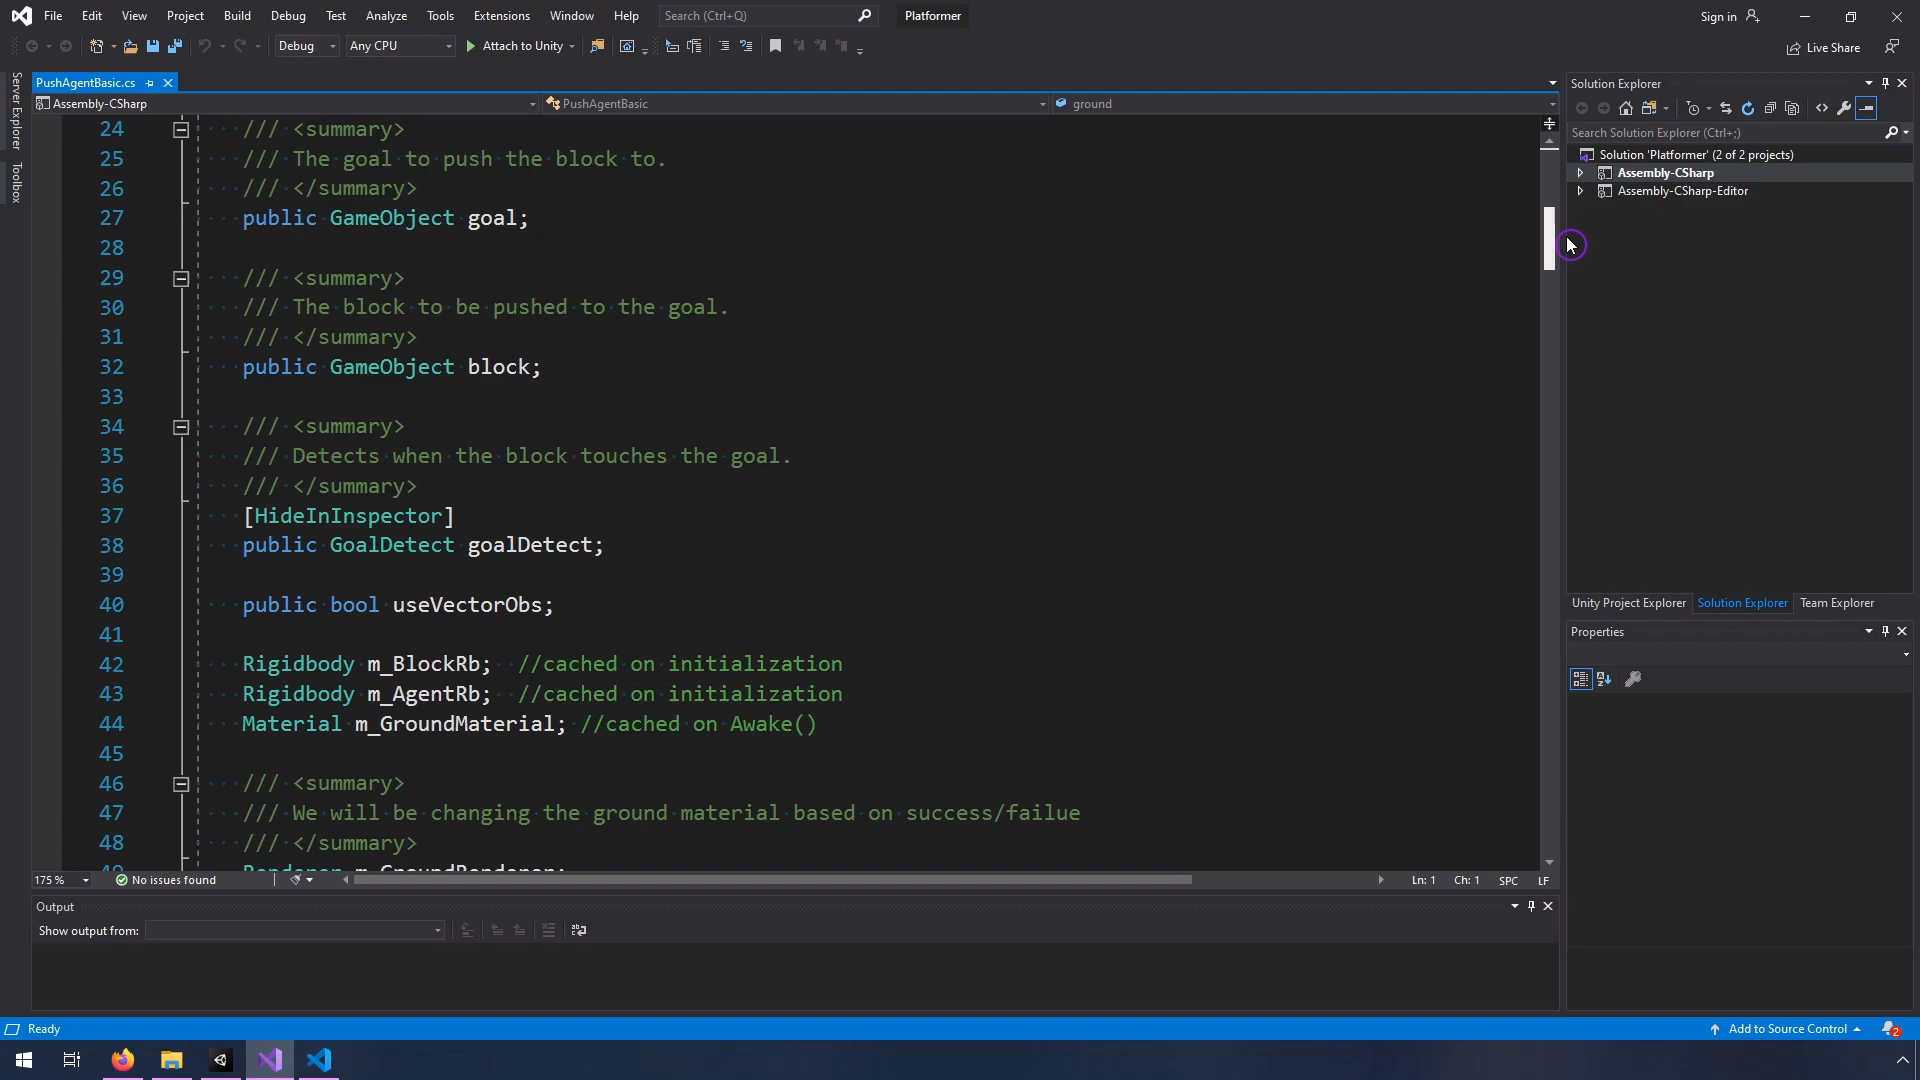 File Edit View Project Build Debug Test Analyze Tools Extensions Window Help Search (Ctrl+Q) Platformer Sign in
Debug Any CPU Attach to Unity Live Share
Server Explorer
Toolbox
PushAgentBasic.cs
Assembly-CSharp PushAgentBasic ground
24 /// <summary>
25 /// The goal to push the block to.
26 /// </summary>
27 public GameObject goal;
28
29 /// <summary>
30 /// The block to be pushed to the goal.
31 /// </summary>
32 public GameObject block;
33
34 /// <summary>
35 /// Detects when the block touches the goal.
36 /// </summary>
37 [HideInInspector]
38 public GoalDetect goalDetect;
39
40 public bool useVectorObs;
41
42 Rigidbody m_BlockRb; //cached on initialization
43 Rigidbody m_AgentRb; //cached on initialization
44 Material m_GroundMaterial; //cached on Awake()
45
46 /// <summary>
47 /// We will be changing the ground material based on success/failue
48 /// </summary>
49 Renderer m_GroundRenderer;
175 % No issues found Ln: 1 Ch: 1 SPC LF
Output
Show output from:
Solution Explorer
Search Solution Explorer (Ctrl+;)
Solution 'Platformer' (2 of 2 projects)
Assembly-CSharp
Assembly-CSharp-Editor
Unity Project Explorer Solution Explorer Team Explorer
Properties
Ready Add to Source Control 2